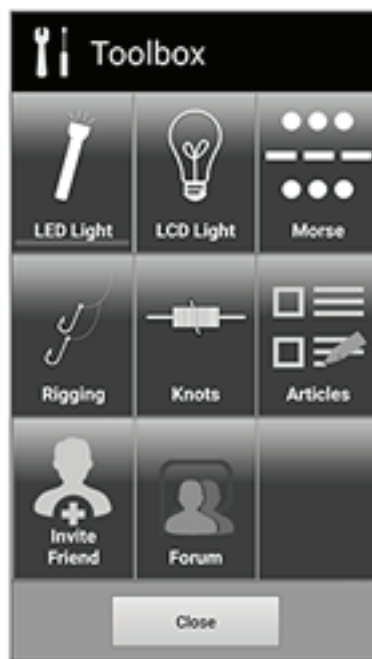 Toolbox
LED Light
LCD Light
Morse
Rigging
Knots
Articles
Invite
Friend
Forum
Close